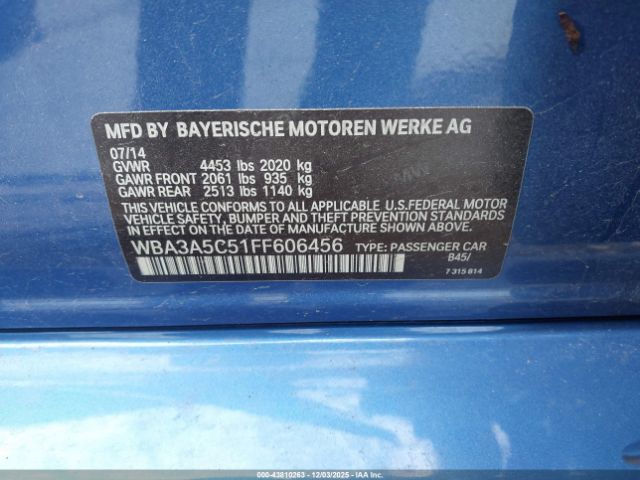 MFD BY BAYERISCHE MOTOREN WERKE AG
07/14
GVWR 4453 lbs 2020 kg
GAWR FRONT 2061 lbs 935 kg
GAWR REAR 2513 lbs 1140 kg
THIS VEHICLE CONFORMS TO ALL APPLICABLE U.S.FEDERAL MOTOR
VEHICLE SAFETY, BUMPER AND THEFT PREVENTION
STANDARDS IN EFFECT ON THE
DATE OF MANUFACTURE SHOWN ABOVE.
WBA3A5C51FF606456 TYPE: PASSENGER CAR
B45/
7 315 814
000-43810263 - 12/03/2025 - IAAI.CA